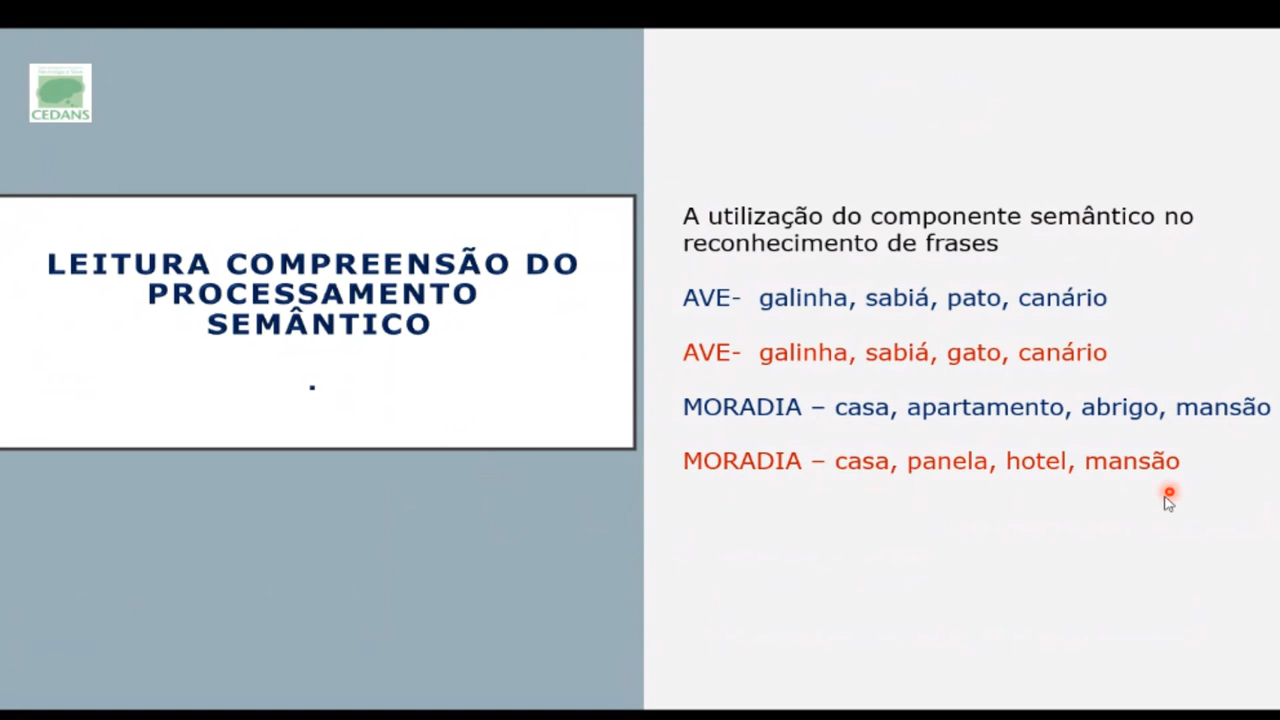 CEDANS
LEITURA COMPREENSÃO DO
PROCESSAMENTO
SEMÂNTICO
.
A utilização do componente semântico no
reconhecimento de frases
AVE- galinha, sabiá, pato, canário
AVE- galinha, sabiá, gato, canário
MORADIA – casa, apartamento, abrigo, mansão
MORADIA – casa, panela, hotel, mansão